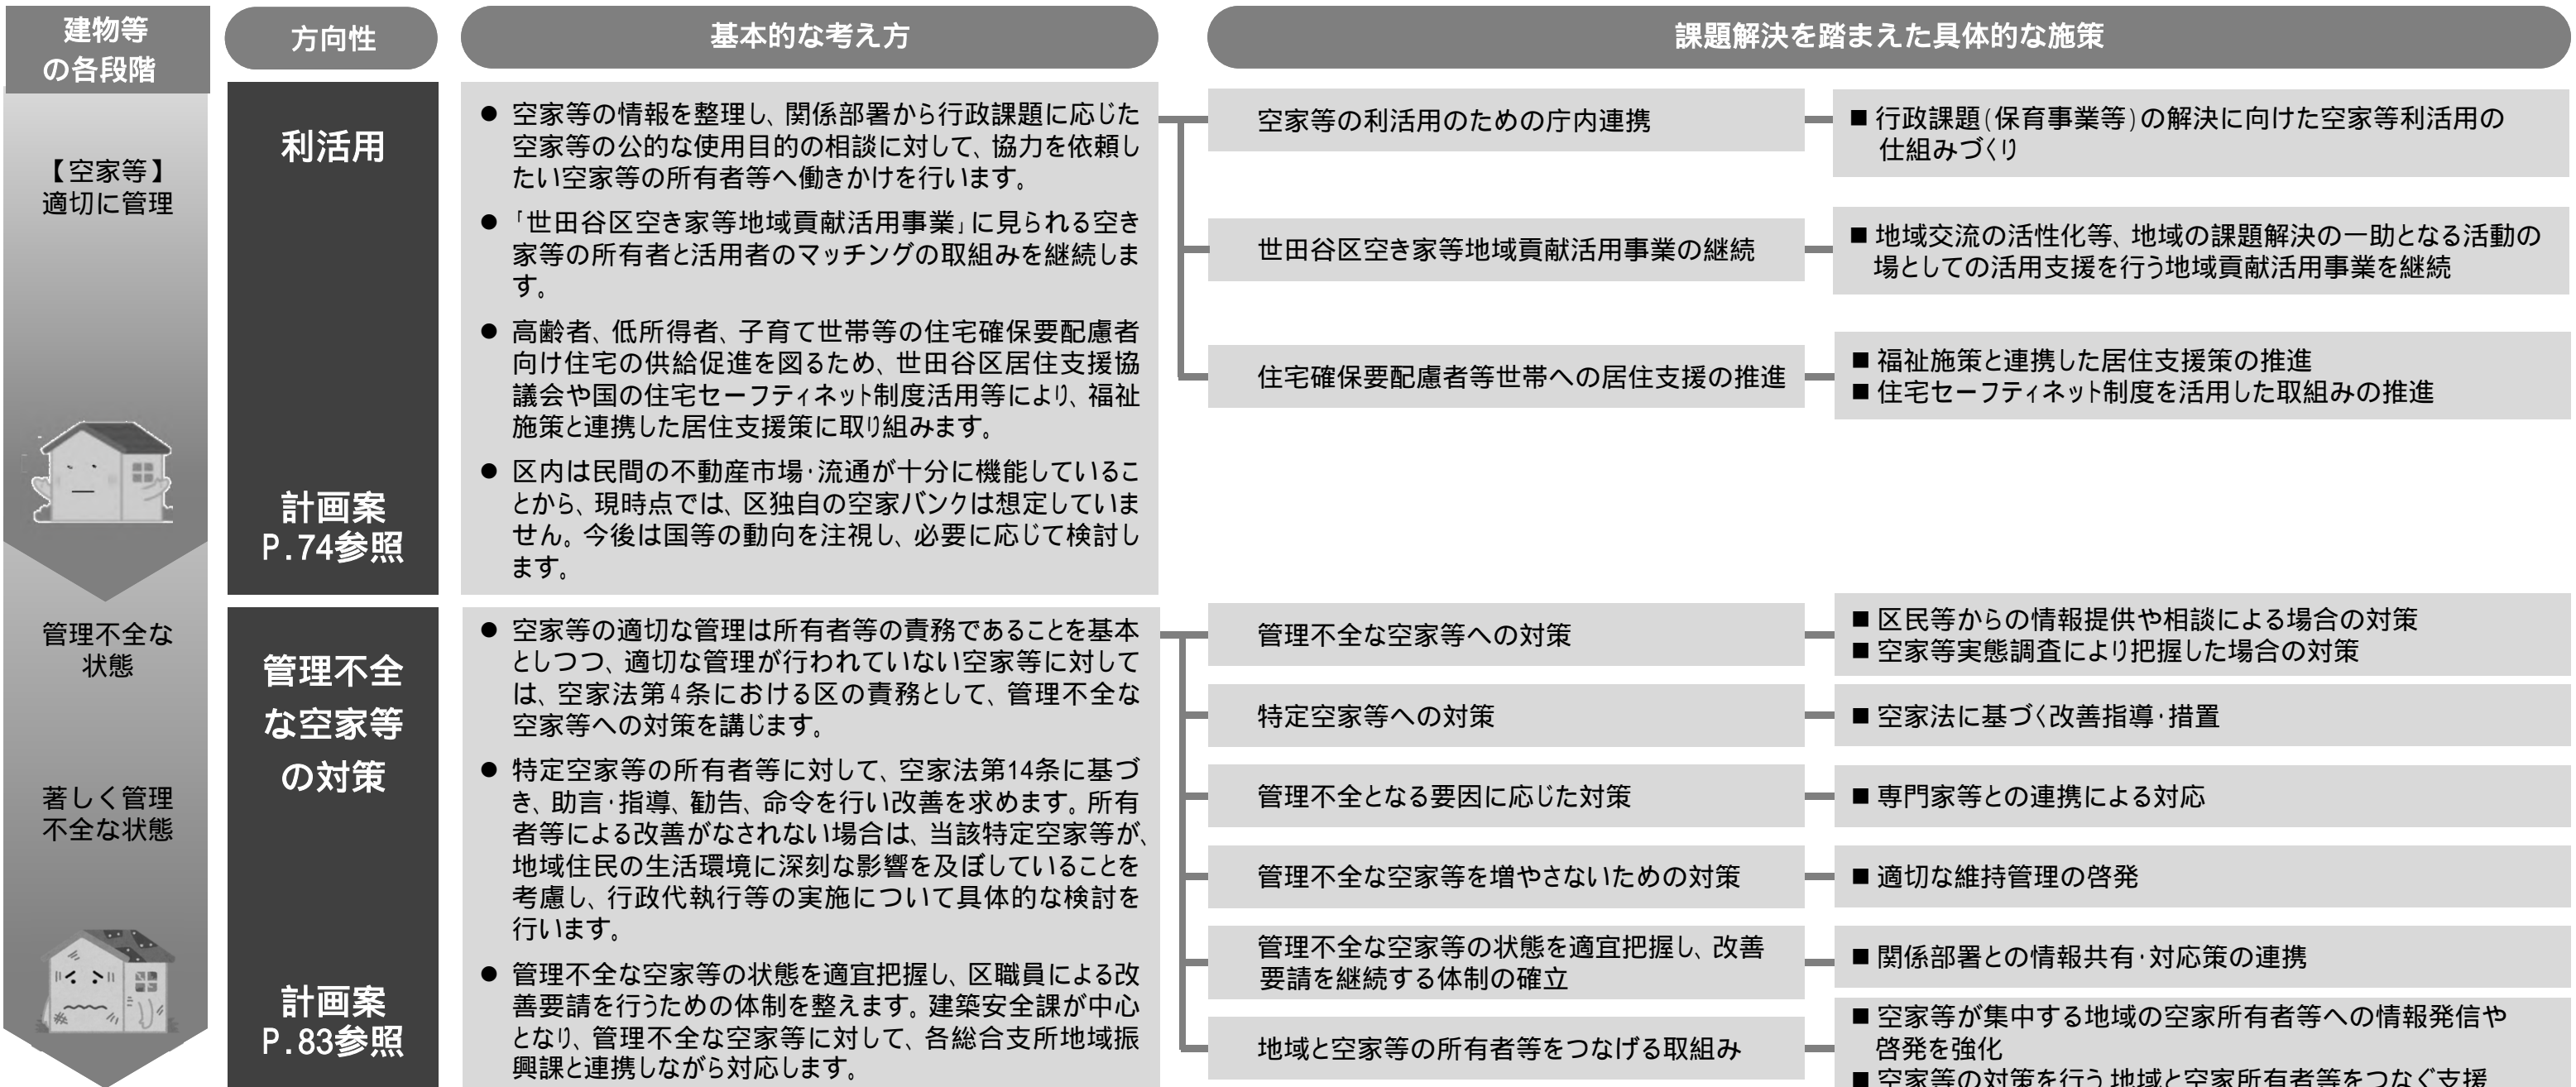 建物等
の各段階
方向性
基本的な考え方
課題解決を踏まえた具体的な施策
【空家等】
適切に管理
管理不全な
状態
著しく管理
不全な状態
利活用
計画案
P.74参照
● 空家等の情報を整理し、関係部署から行政課題に応じた
空家等の公的な使用目的の相談に対して、協力を依頼し
たい空家等の所有者等へ働きかけを行います。
● 「世田谷区空き家等地域貢献活用事業」に見られる空き
家等の所有者と活用者のマッチングの取組みを継続しま
す。
● 高齢者、低所得者、子育て世帯等の住宅確保要配慮者
向け住宅の供給促進を図るため、世田谷区居住支援協
議会や国の住宅セーフティネット制度活用等により、福祉
施策と連携した居住支援策に取り組みます。
● 区内は民間の不動産市場・流通が十分に機能しているこ
とから、現時点では、区独自の空家バンクは想定していま
せん。今後は国等の動向を注視し、必要に応じて検討し
ます。
空家等の利活用のための庁内連携
■ 行政課題（保育事業等）の解決に向けた空家等利活用の
仕組みづくり
世田谷区空き家等地域貢献活用事業の継続
■ 地域交流の活性化等、地域の課題解決の一助となる活動の
場としての活用支援を行う地域貢献活用事業を継続
住宅確保要配慮者等世帯への居住支援の推進
■ 福祉施策と連携した居住支援策の推進
■ 住宅セーフティネット制度を活用した取組みの推進
管理不全
な空家等
の対策
計画案
P.83参照
● 空家等の適切な管理は所有者等の責務であることを基本
としつつ、適切な管理が行われていない空家等に対して
は、空家法第4条における区の責務として、管理不全な
空家等への対策を講じます。
● 特定空家等の所有者等に対して、空家法第14条に基づ
き、助言・指導、勧告、命令を行い改善を求めます。所有
者等による改善がなされない場合は、当該特定空家等が、
地域住民の生活環境に深刻な影響を及ぼしていることを
考慮し、行政代執行等の実施について具体的な検討を
行います。
● 管理不全な空家等の状態を適宜把握し、区職員による改
善要請を行うための体制を整えます。建築安全課が中心
となり、管理不全な空家等に対して、各総合支所地域振
興課と連携しながら対応します。
管理不全な空家等への対策
■ 区民等からの情報提供や相談による場合の対策
■ 空家等実態調査により把握した場合の対策
特定空家等への対策
■ 空家法に基づく改善指導・措置
管理不全となる要因に応じた対策
■ 専門家等との連携による対応
管理不全な空家等を増やさないための対策
■ 適切な維持管理の啓発
管理不全な空家等の状態を適宜把握し、改善
要請を継続する体制の確立
■ 関係部署との情報共有・対応策の連携
地域と空家等の所有者等をつなげる取組み
■ 空家等が集中する地域の空家所有者等への情報発信や
啓発を強化
■ 空家等の対策を行う地域と空家所有者等をつなぐ支援